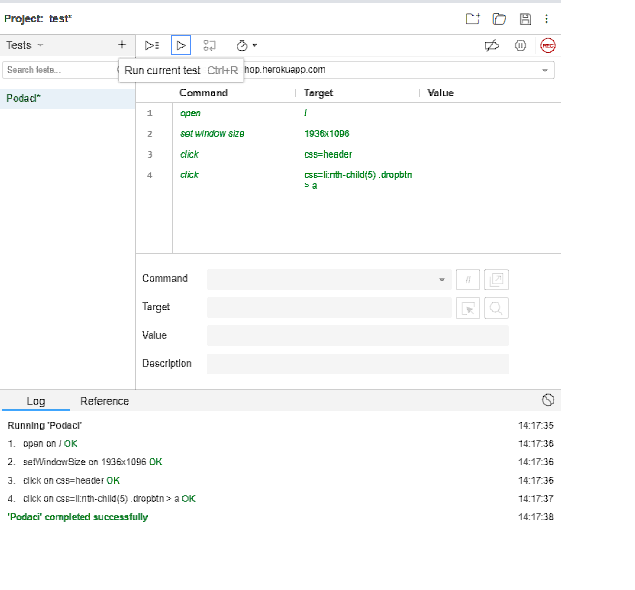 Project: test*
Tests
+
REC
Search tests...
Run current test Ctrl+R
hop.herokuapp.com
Podaci*
Command Target Value
1 open /
2 set window size 1936x1096
3 click css=header
4 click css=li:nth-child(5) .dropbtn
> a
Command
//
Target
Value
Description
Log Reference
Running 'Podaci' 14:17:35
1. open on / OK 14:17:36
2. setWindowSize on 1936x1096 OK 14:17:36
3. click on css=header OK 14:17:36
4. click on css=li:nth-child(5) .dropbtn > a OK 14:17:37
'Podaci' completed successfully 14:17:38